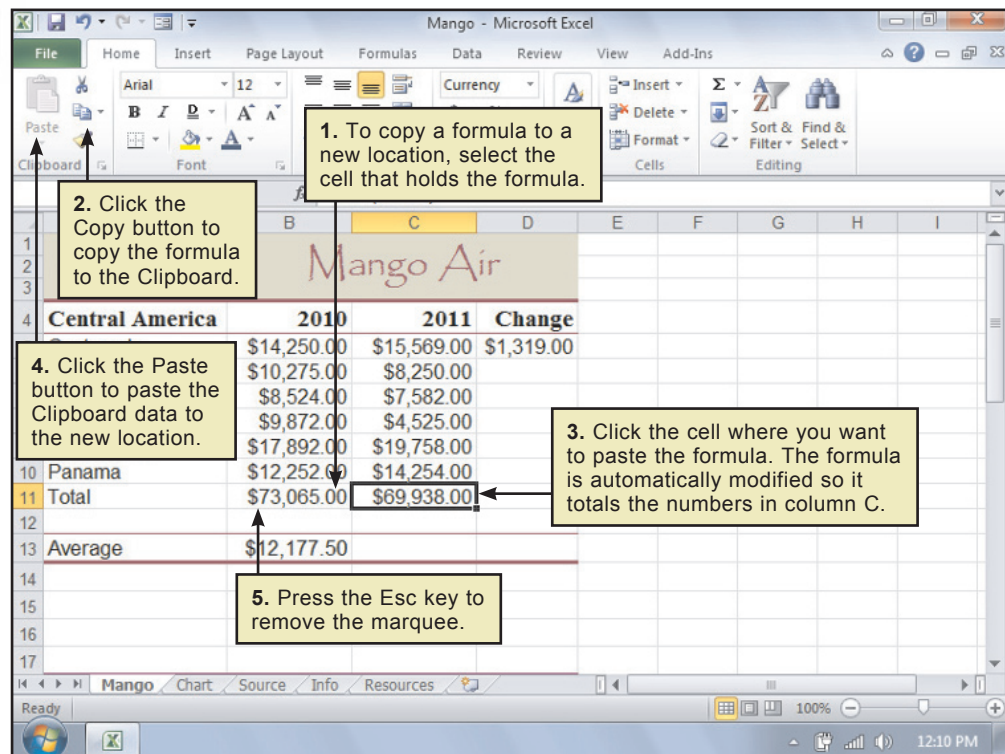 Mango - Microsoft Excel
File Home Insert Page Layout Formulas Data Review View Add-Ins
Arial 12 Currency Insert
Paste B I D A A Delete Format
Sort & Filter Find & Select
Clipboard Font Cells Editing
1. To copy a formula to a
new location, select the
cell that holds the formula.
2. Click the
Copy button to
copy the formula
to the Clipboard.
B C D E F G H I
1
2 Mango Air
3
4 Central America 2010 2011 Change
$14,250.00 $15,569.00 $1,319.00
$10,275.00 $8,250.00
$8,524.00 $7,582.00
$9,872.00 $4,525.00
$17,892.00 $19,758.00
10 Panama $12,252.00 $14,254.00
11 Total $73,065.00 $69,938.00
12
13 Average $12,177.50
14
15
16
17
4. Click the Paste
button to paste the
Clipboard data to
the new location.
3. Click the cell where you want
to paste the formula. The formula
is automatically modified so it
totals the numbers in column C.
5. Press the Esc key to
remove the marquee.
Mango Chart Source Info Resources
Ready 100%
12:10 PM